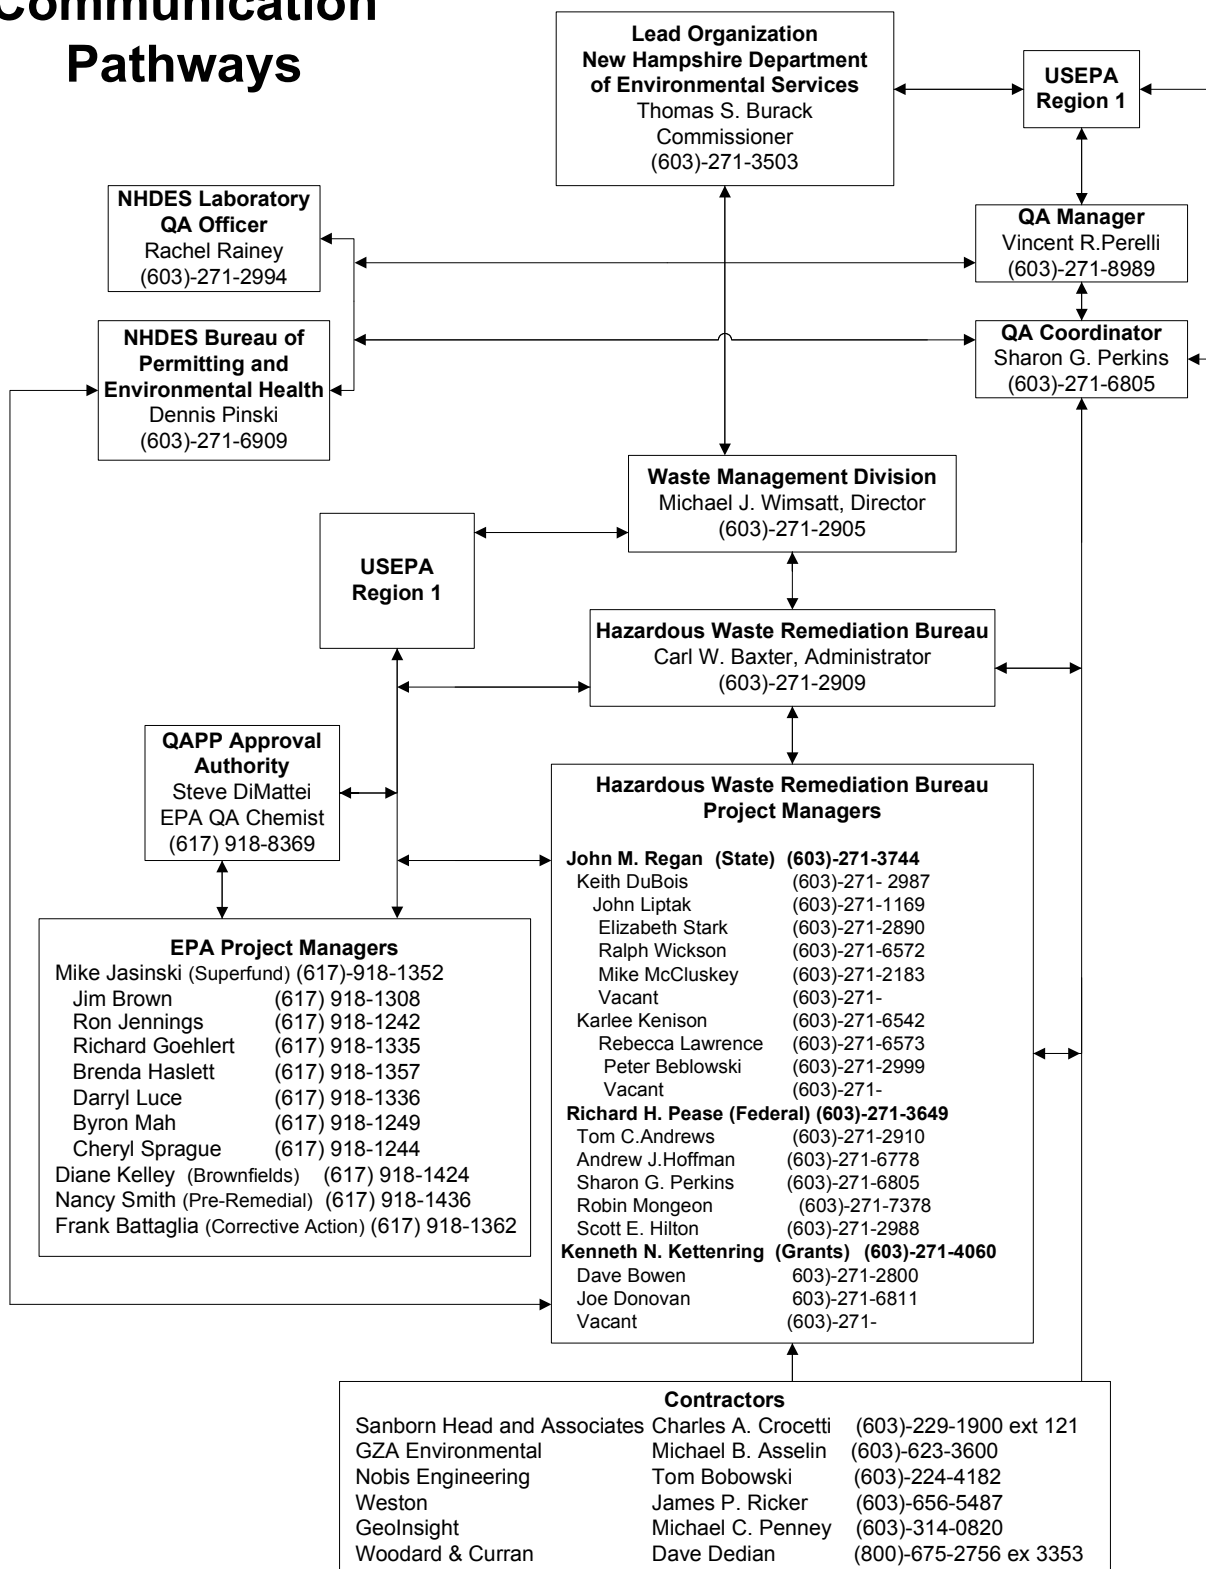 Communication
Pathways
Lead Organization
New Hampshire Department
of Environmental Services
Thomas S. Burack
Commissioner
(603)-271-3503
USEPA
Region 1
NHDES Laboratory
QA Officer
Rachel Rainey
(603)-271-2994
QA Manager
Vincent R.Perelli
(603)-271-8989
NHDES Bureau of
Permitting and
Environmental Health
Dennis Pinski
(603)-271-6909
QA Coordinator
Sharon G. Perkins
(603)-271-6805
Waste Management Division
Michael J. Wimsatt, Director
(603)-271-2905
USEPA
Region 1
Hazardous Waste Remediation Bureau
Carl W. Baxter, Administrator
(603)-271-2909
QAPP Approval
Authority
Steve DiMattei
EPA QA Chemist
(617) 918-8369
Hazardous Waste Remediation Bureau
Project Managers
John M. Regan (State) (603)-271-3744
Keith DuBois (603)-271- 2987
John Liptak (603)-271-1169
Elizabeth Stark (603)-271-2890
Ralph Wickson (603)-271-6572
Mike McCluskey (603)-271-2183
Vacant (603)-271-
Karlee Kenison (603)-271-6542
Rebecca Lawrence (603)-271-6573
Peter Beblowski (603)-271-2999
Vacant (603)-271-
Richard H. Pease (Federal) (603)-271-3649
Tom C.Andrews (603)-271-2910
Andrew J.Hoffman (603)-271-6778
Sharon G. Perkins (603)-271-6805
Robin Mongeon (603)-271-7378
Scott E. Hilton (603)-271-2988
Kenneth N. Kettenring (Grants) (603)-271-4060
Dave Bowen 603)-271-2800
Joe Donovan 603)-271-6811
Vacant (603)-271-
EPA Project Managers
Mike Jasinski (Superfund) (617)-918-1352
Jim Brown (617) 918-1308
Ron Jennings (617) 918-1242
Richard Goehlert (617) 918-1335
Brenda Haslett (617) 918-1357
Darryl Luce (617) 918-1336
Byron Mah (617) 918-1249
Cheryl Sprague (617) 918-1244
Diane Kelley (Brownfields) (617) 918-1424
Nancy Smith (Pre-Remedial) (617) 918-1436
Frank Battaglia (Corrective Action) (617) 918-1362
Contractors
Sanborn Head and Associates Charles A. Crocetti (603)-229-1900 ext 121
GZA Environmental Michael B. Asselin (603)-623-3600
Nobis Engineering Tom Bobowski (603)-224-4182
Weston James P. Ricker (603)-656-5487
GeoInsight Michael C. Penney (603)-314-0820
Woodard & Curran Dave Dedian (800)-675-2756 ex 3353